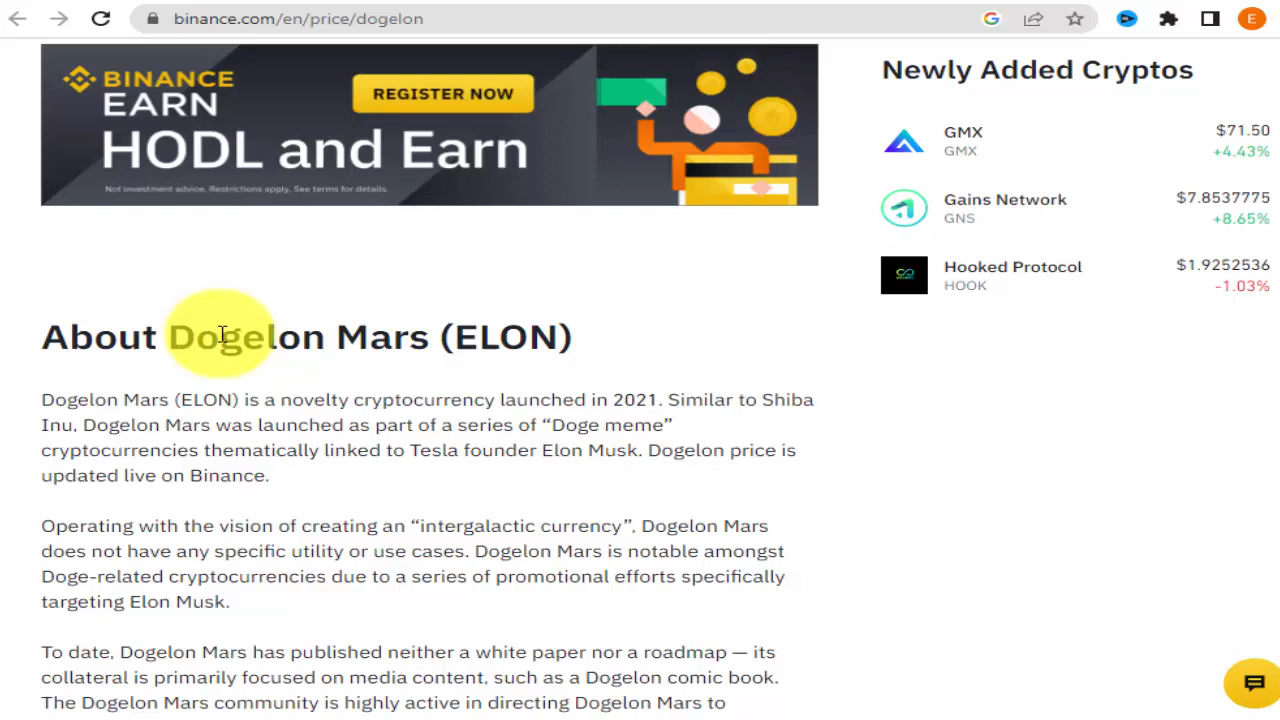 binance.com/en/price/dogelon
E
BINANCE
EARN
HODL and Earn
REGISTER NOW
Not investment advice. Restrictions apply. See terms for details.
Newly Added Cryptos
GMX $71.50
GMX +4.43%
Gains Network $7.8537775
GNS +8.65%
Hooked Protocol $1.9252536
HOOK -1.03%
About Dogelon Mars (ELON)
Dogelon Mars (ELON) is a novelty cryptocurrency launched in 2021. Similar to Shiba
Inu, Dogelon Mars was launched as part of a series of “Doge meme”
cryptocurrencies thematically linked to Tesla founder Elon Musk. Dogelon price is
updated live on Binance.
Operating with the vision of creating an “intergalactic currency”, Dogelon Mars
does not have any specific utility or use cases. Dogelon Mars is notable amongst
Doge-related cryptocurrencies due to a series of promotional efforts specifically
targeting Elon Musk.
To date, Dogelon Mars has published neither a white paper nor a roadmap — its
collateral is primarily focused on media content, such as a Dogelon comic book.
The Dogelon Mars community is highly active in directing Dogelon Mars to